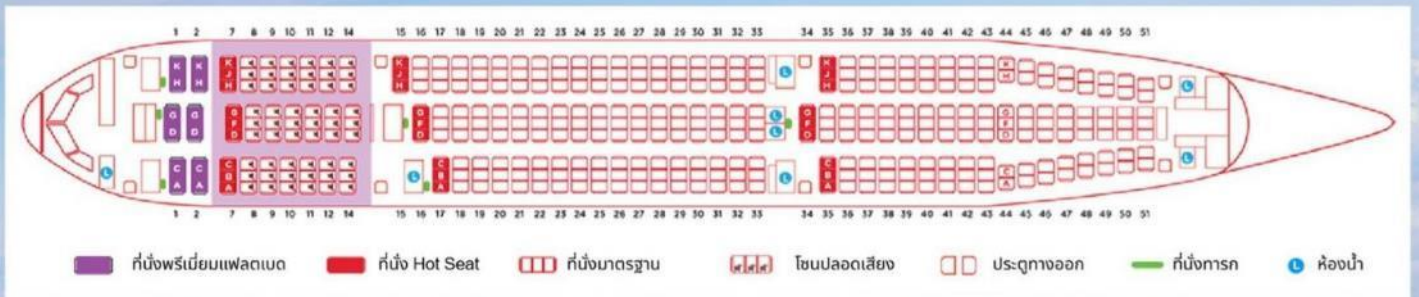 1 2 7 8 9 10 11 12 14 15 16 17 18 19 20 21 22 23 24 25 26 27 28 29 30 31 32 33 34 35 36 37 38 39 40 41 42 43 44 45 46 47 48 49 50 51
K K K K K K
J J J
H H H H H H
L L
G G G G G G
F F F F
D D D D D D
L
L
C C C C C
B B B
A A A A A A
L L L L
1 2 7 8 9 10 11 12 14 15 16 17 18 19 20 21 22 23 24 25 26 27 28 29 30 31 32 33 34 35 36 37 38 39 40 41 42 43 44 45 46 47 48 49 50 51
ที่นั่งพรีเมี่ยมแฟลตเบด ที่นั่ง Hot Seat ที่นั่งมาตรฐาน โซนปลอดเสียง ประตูทางออก ที่นั่งทารก L ห้องน้ำ